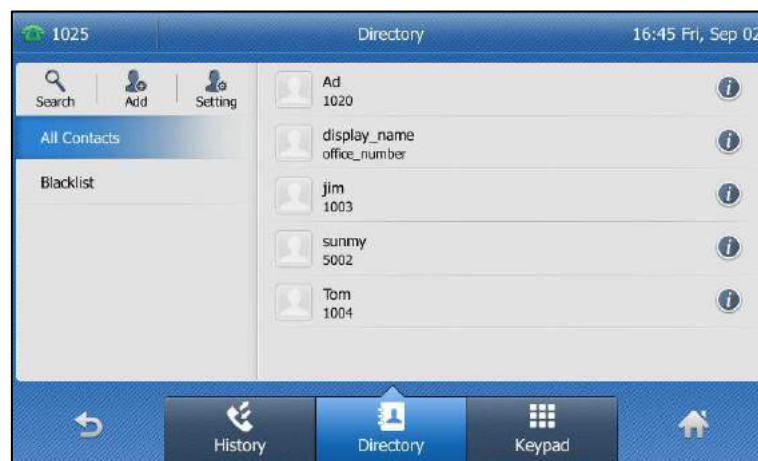 1025 Directory 16:45 Fri, Sep 02
Search Add Setting
All Contacts
Blacklist
Ad
1020
display_name
office_number
jim
1003
sunmy
5002
Tom
1004
History Directory Keypad